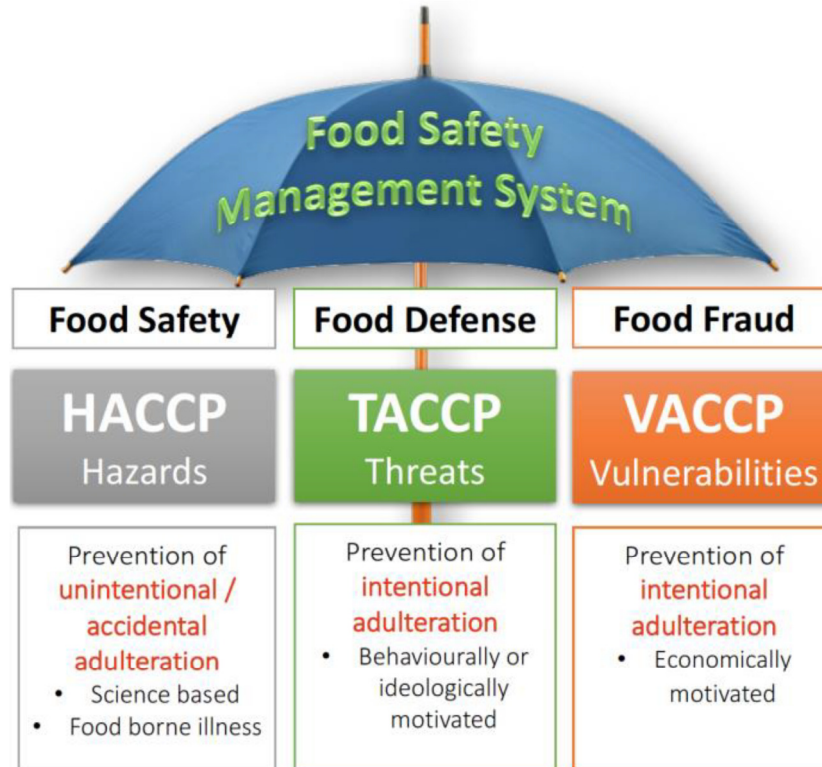 Food Safety
Management System
Food Safety
HACCP
Hazards
Prevention of
unintentional /
accidental
adulteration
• Science based
• Food borne illness
Food Defense
TACCP
Threats
Prevention of
intentional
adulteration
• Behaviourally or
ideologically
motivated
Food Fraud
VACCP
Vulnerabilities
Prevention of
intentional
adulteration
• Economically
motivated